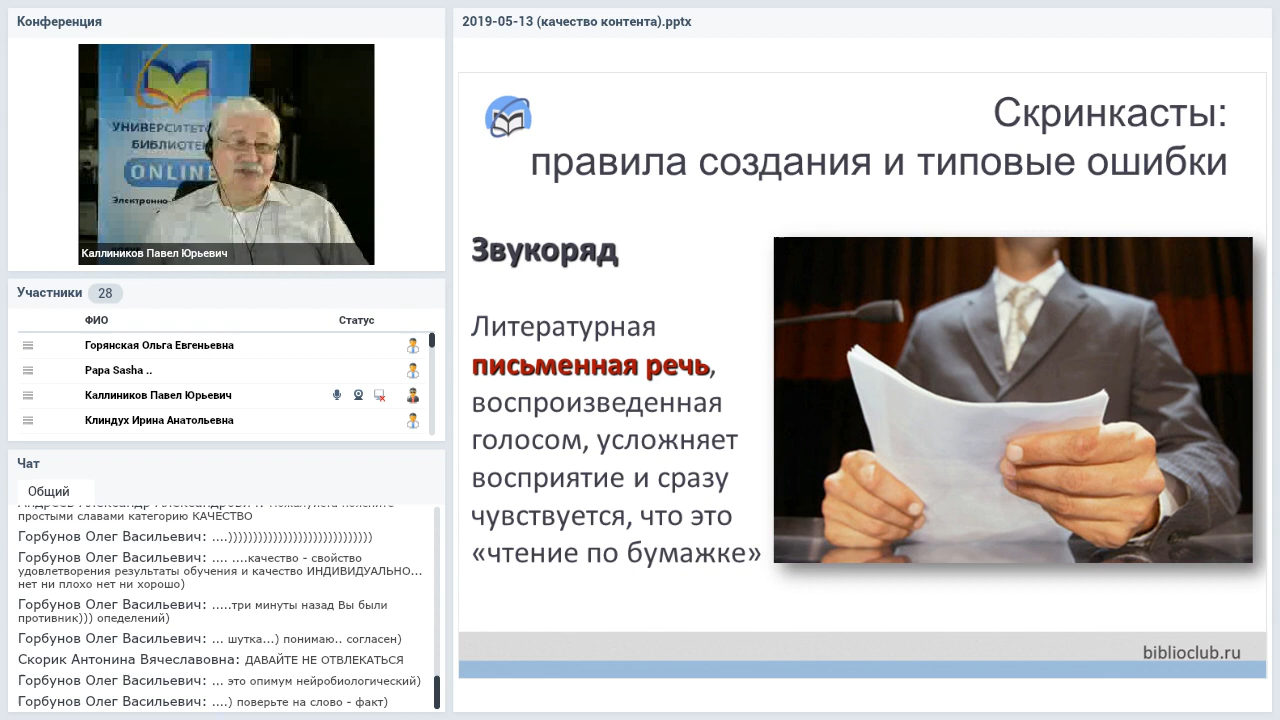 Конференция
УНИВЕРСИТЕТ
БИБЛИОТЕ
ONLINE
Каллиников Павел Юрьевич
Участники 28
ФИО Статус
Горянская Ольга Евгеньевна
Papa Sasha ..
Каллиников Павел Юрьевич
Клиндух Ирина Анатольевна
Чат
Общий
простыми славами категорию КАЧЕСТВО
Горбунов Олег Васильевич: ....)))))))))))))))))))))))))))))
Горбунов Олег Васильевич: .... ....качество - свойство
удовлетворения результаты обучения и качество ИНДИВИДУАЛЬНО...
нет ни плохо нет ни хорошо)
Горбунов Олег Васильевич: .....три минуты назад Вы были
противник))) опеделений)
Горбунов Олег Васильевич: ... шутка...) понимаю.. согласен)
Скорик Антонина Вячеславовна: ДАВАЙТЕ НЕ ОТВЛЕКАТЬСЯ
Горбунов Олег Васильевич: ... это опимум нейробиологический)
Горбунов Олег Васильевич: ....) поверьте на слово - факт)
2019-05-13 (качество контента).pptx
Скринкасты:
правила создания и типовые ошибки
Звукоряд
Литературная
письменная речь,
воспроизведенная
голосом, усложняет
восприятие и сразу
чувствуется, что это
«чтение по бумажке»
biblioclub.ru